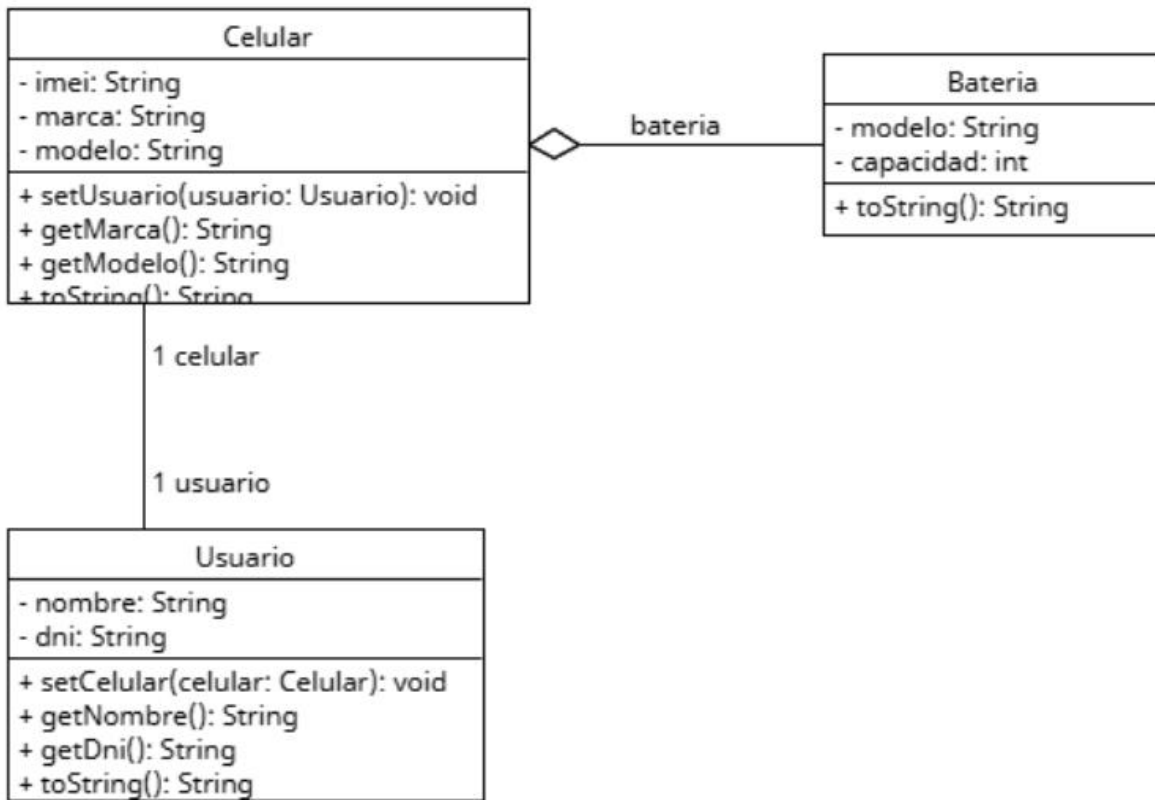 Celular
- imei: String
- marca: String
- modelo: String
+ setUsuario(usuario: Usuario): void
+ getMarca(): String
+ getModelo(): String
+ toString(): String
bateria
Bateria
- modelo: String
- capacidad: int
+ toString(): String
1 celular
1 usuario
Usuario
- nombre: String
- dni: String
+ setCelular(celular: Celular): void
+ getNombre(): String
+ getDni(): String
+ toString(): String